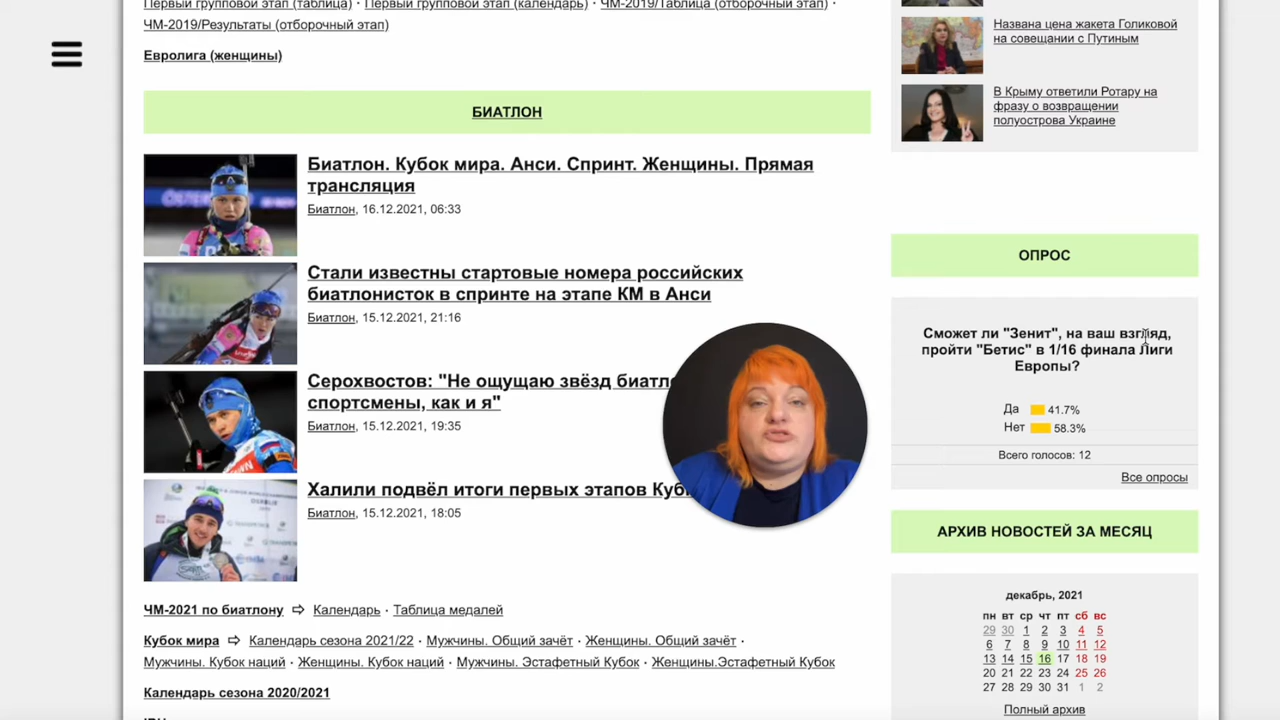 Первый групповой этап (таблица) · Первый групповой этап (календарь) · ЧМ-2019/Таблица (отборочный этап) ·
ЧМ-2019/Результаты (отборочный этап)
Евролига (женщины)
БИАТЛОН
Биатлон. Кубок мира. Анси. Спринт. Женщины. Прямая
трансляция
Биатлон, 16.12.2021, 06:33
Стали известны стартовые номера российских
биатлонисток в спринте на этапе КМ в Анси
Биатлон, 15.12.2021, 21:16
Серохвостов: "Не ощущаю звёзд
спортсмены, как и я"
Биатлон, 15.12.2021, 19:35
Халили подвёл итоги первых этапов
Биатлон, 15.12.2021, 18:05
ЧМ-2021 по биатлону ⇨ Календарь · Таблица медалей
Кубок мира ⇨ Календарь сезона 2021/22 · Мужчины. Общий зачёт · Женщины. Общий зачёт ·
Мужчины. Кубок наций · Женщины. Кубок наций · Мужчины. Эстафетный Кубок · Женщины.Эстафетный Кубок
Календарь сезона 2020/2021
Названа цена жакета Голиковой
на совещании с Путиным
В Крыму ответили Ротару на
фразу о возвращении
полуострова Украине
ОПРОС
Сможет ли "Зенит", на ваш взгляд,
пройти "Бетис" в 1/16 финала Лиги
Европы?
Да 41.7%
Нет 58.3%
Всего голосов: 12
Все опросы
АРХИВ НОВОСТЕЙ ЗА МЕСЯЦ
декабрь, 2021
пн вт ср чт пт сб вс
29 30 1 2 3 4 5
6 7 8 9 10 11 12
13 14 15 16 17 18 19
20 21 22 23 24 25 26
27 28 29 30 31 1 2
Полный архив